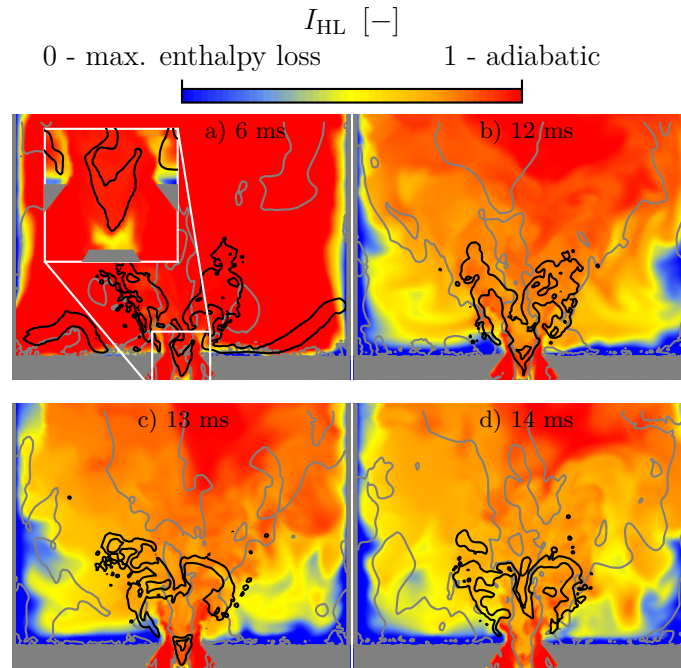 I_HL [−]
0 - max. enthalpy loss 1 - adiabatic
a) 6 ms
b) 12 ms
c) 13 ms
d) 14 ms